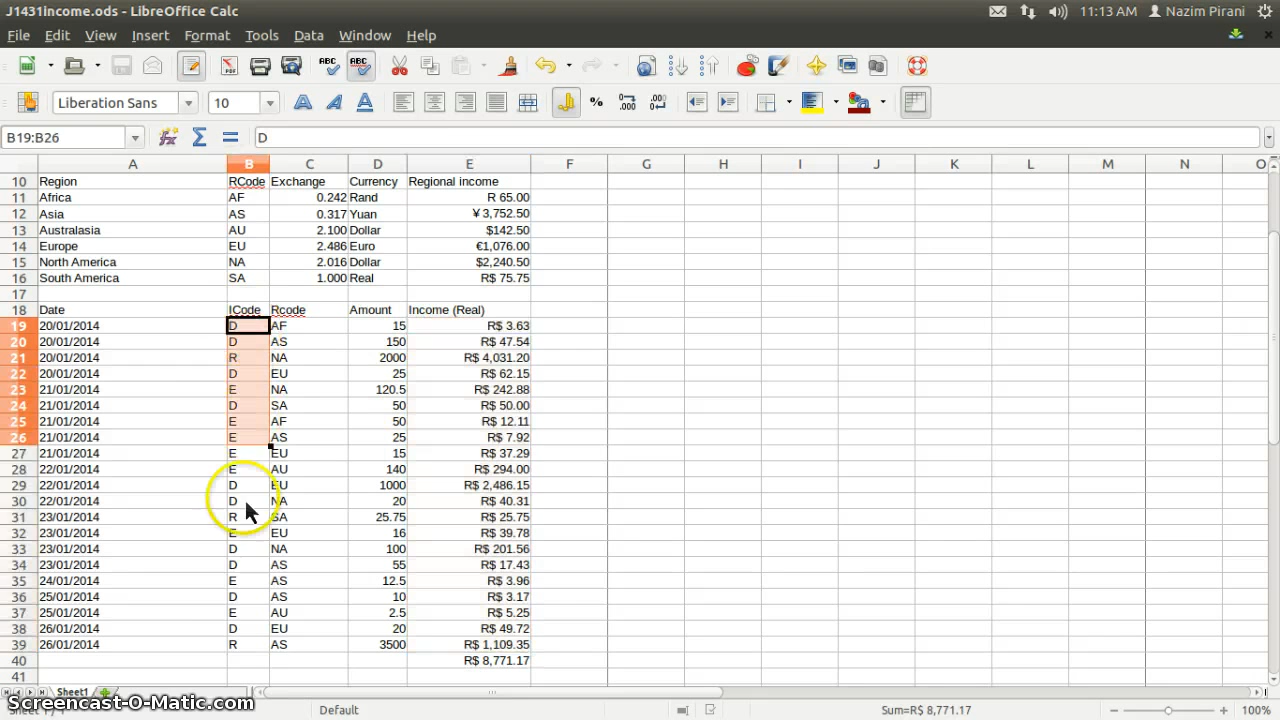 J1431income.ods - LibreOffice Calc 11:13 AM Nazim Pirani
File Edit View Insert Format Tools Data Window Help
Liberation Sans 10
B19:B26 D
A B C D E F G H I J K L M N O
10 Region RCode Exchange Currency Regional income
11 Africa AF 0.242 Rand R 65.00
12 Asia AS 0.317 Yuan ¥ 3,752.50
13 Australasia AU 2.100 Dollar $142.50
14 Europe EU 2.486 Euro €1,076.00
15 North America NA 2.016 Dollar $2,240.50
16 South America SA 1.000 Real R$ 75.75
17
18 Date ICode Rcode Amount Income (Real)
19 20/01/2014 D AF 15 R$ 3.63
20 20/01/2014 D AS 150 R$ 47.54
21 20/01/2014 R NA 2000 R$ 4,031.20
22 20/01/2014 D EU 25 R$ 62.15
23 21/01/2014 E NA 120.5 R$ 242.88
24 21/01/2014 D SA 50 R$ 50.00
25 21/01/2014 E AF 50 R$ 12.11
26 21/01/2014 E AS 25 R$ 7.92
27 21/01/2014 E EU 15 R$ 37.29
28 22/01/2014 E AU 140 R$ 294.00
29 22/01/2014 D EU 1000 R$ 2,486.15
30 22/01/2014 D NA 20 R$ 40.31
31 23/01/2014 R SA 25.75 R$ 25.75
32 23/01/2014 E EU 16 R$ 39.78
33 23/01/2014 D NA 100 R$ 201.56
34 23/01/2014 D AS 55 R$ 17.43
35 24/01/2014 E AS 12.5 R$ 3.96
36 25/01/2014 D AS 10 R$ 3.17
37 25/01/2014 E AU 2.5 R$ 5.25
38 26/01/2014 D EU 20 R$ 49.72
39 26/01/2014 R AS 3500 R$ 1,109.35
40 R$ 8,771.17
41
Sheet1
Screencast-O-Matic.com
Default Sum=R$ 8,771.17 100%